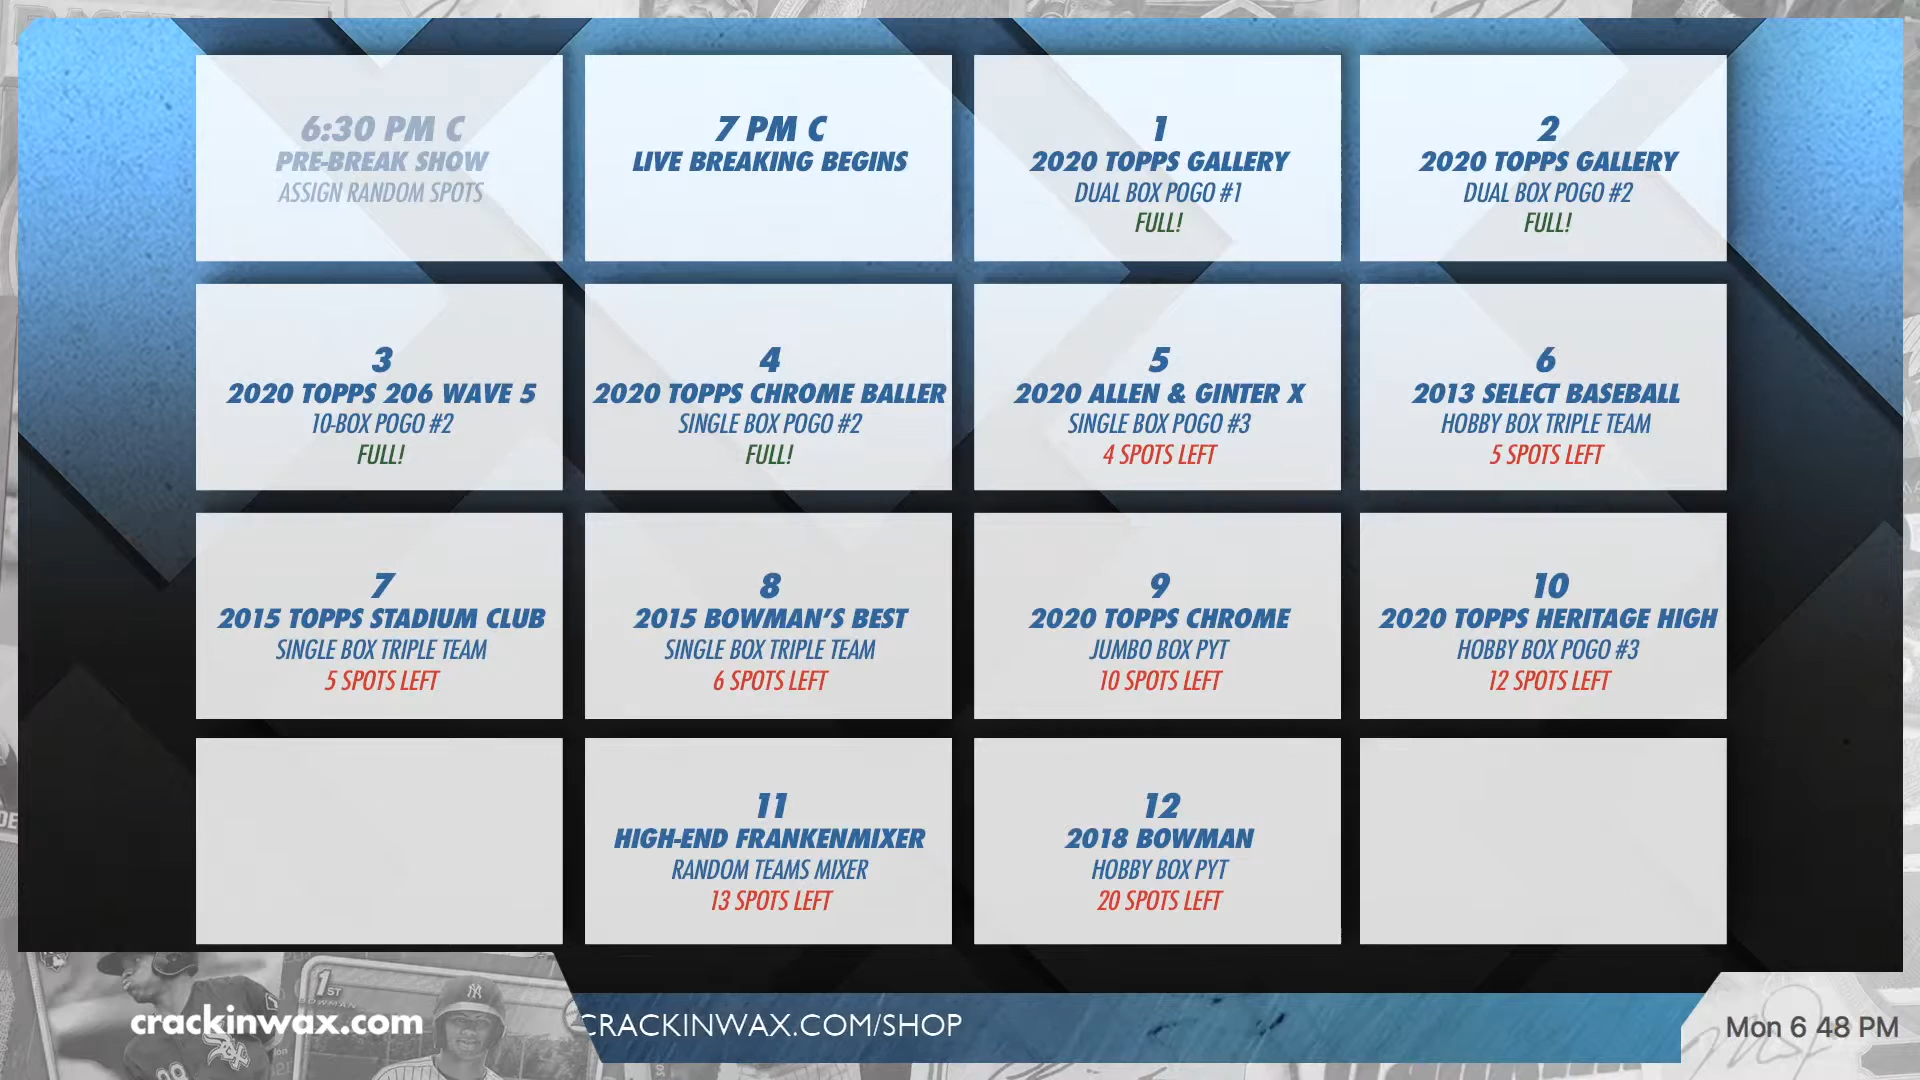 6:30 PM C
PRE-BREAK SHOW
ASSIGN RANDOM SPOTS
7 PM C
LIVE BREAKING BEGINS
1
2020 TOPPS GALLERY
DUAL BOX POGO #1
FULL!
2
2020 TOPPS GALLERY
DUAL BOX POGO #2
FULL!
3
2020 TOPPS 206 WAVE 5
10-BOX POGO #2
FULL!
4
2020 TOPPS CHROME BALLER
SINGLE BOX POGO #2
FULL!
5
2020 ALLEN & GINTER X
SINGLE BOX POGO #3
4 SPOTS LEFT
6
2013 SELECT BASEBALL
HOBBY BOX TRIPLE TEAM
5 SPOTS LEFT
7
2015 TOPPS STADIUM CLUB
SINGLE BOX TRIPLE TEAM
5 SPOTS LEFT
8
2015 BOWMAN'S BEST
SINGLE BOX TRIPLE TEAM
6 SPOTS LEFT
9
2020 TOPPS CHROME
JUMBO BOX PYT
10 SPOTS LEFT
10
2020 TOPPS HERITAGE HIGH
HOBBY BOX POGO #3
12 SPOTS LEFT
11
HIGH-END FRANKENMIXER
RANDOM TEAMS MIXER
13 SPOTS LEFT
12
2018 BOWMAN
HOBBY BOX PYT
20 SPOTS LEFT
1ST
BOWMAN
crackinwax.com
CRACKINWAX.COM/SHOP
Mon 6 48 PM